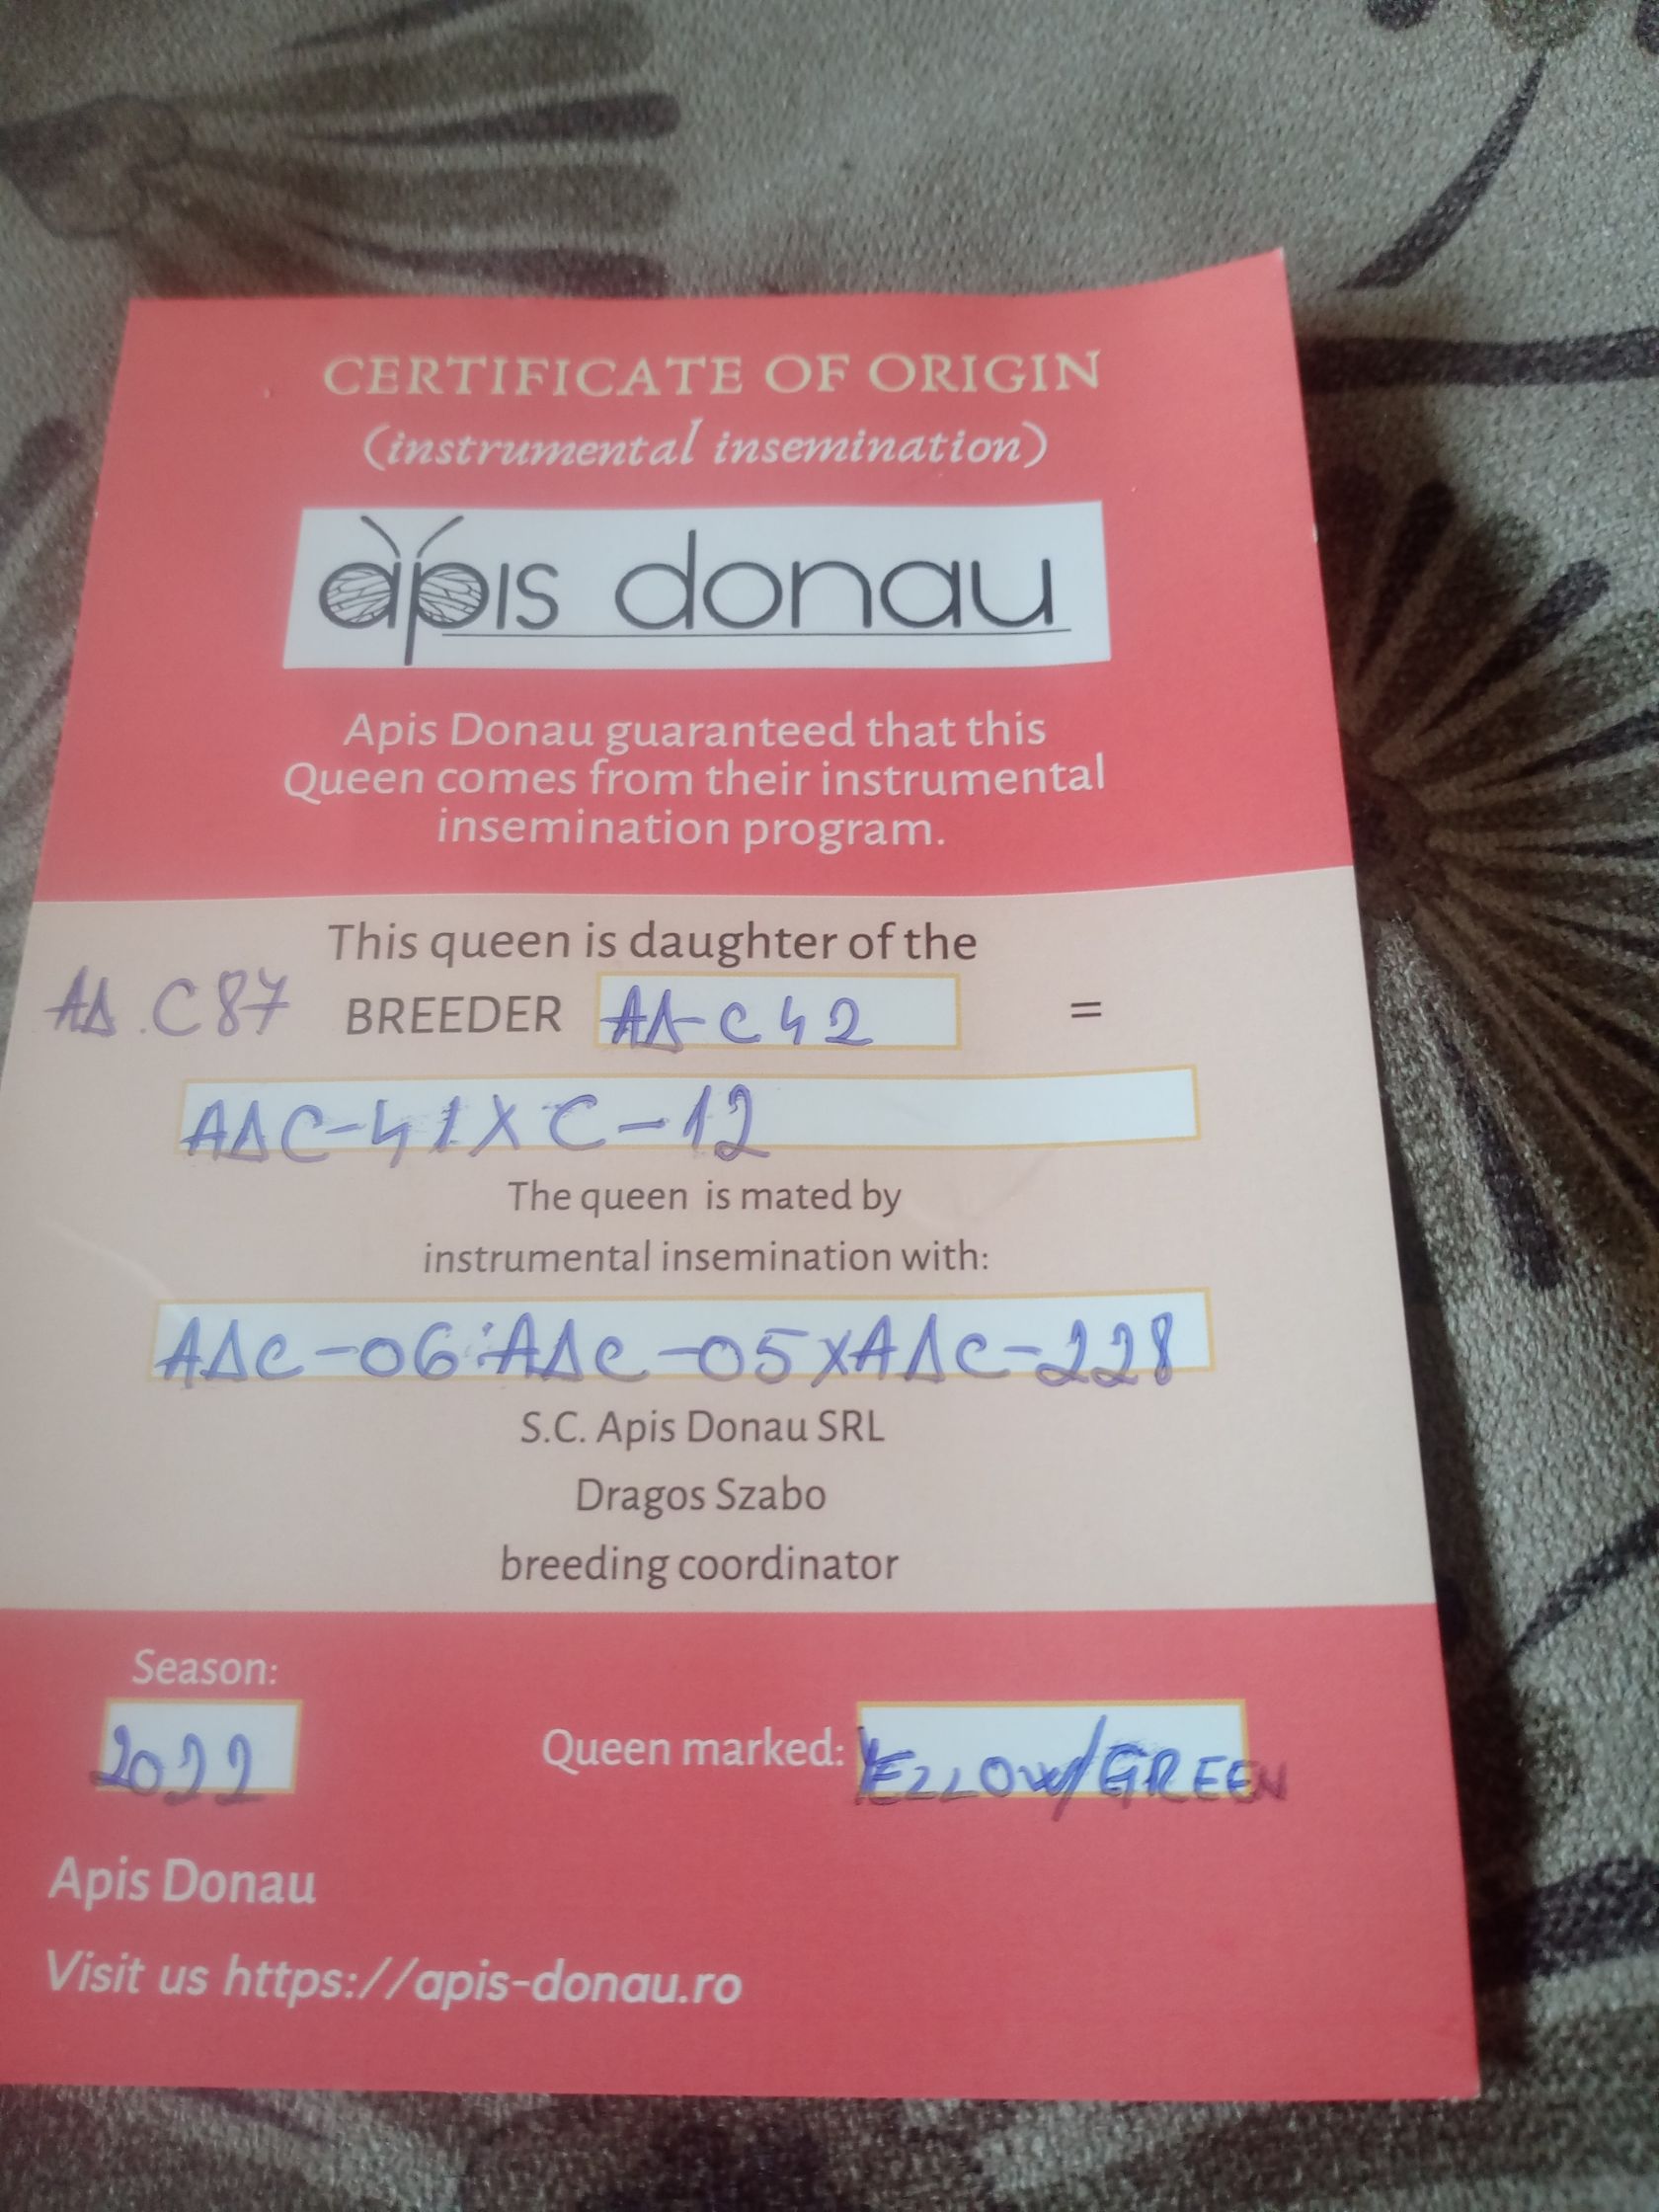 CERTIFICATE OF ORIGIN
(instrumental insemination)
apis donau
Apis Donau guaranteed that this
Queen comes from their instrumental
insemination program.
This queen is daughter of the
AΔ.C87 BREEDER AΔ-C42 =
AΔC-41XC-12
The queen is mated by
instrumental insemination with:
AΔC-06:AΔC-05XAΔC-228
S.C. Apis Donau SRL
Dragos Szabo
breeding coordinator
Season:
2022
Queen marked: YELLOW/GREEN
Apis Donau
Visit us https://apis-donau.ro